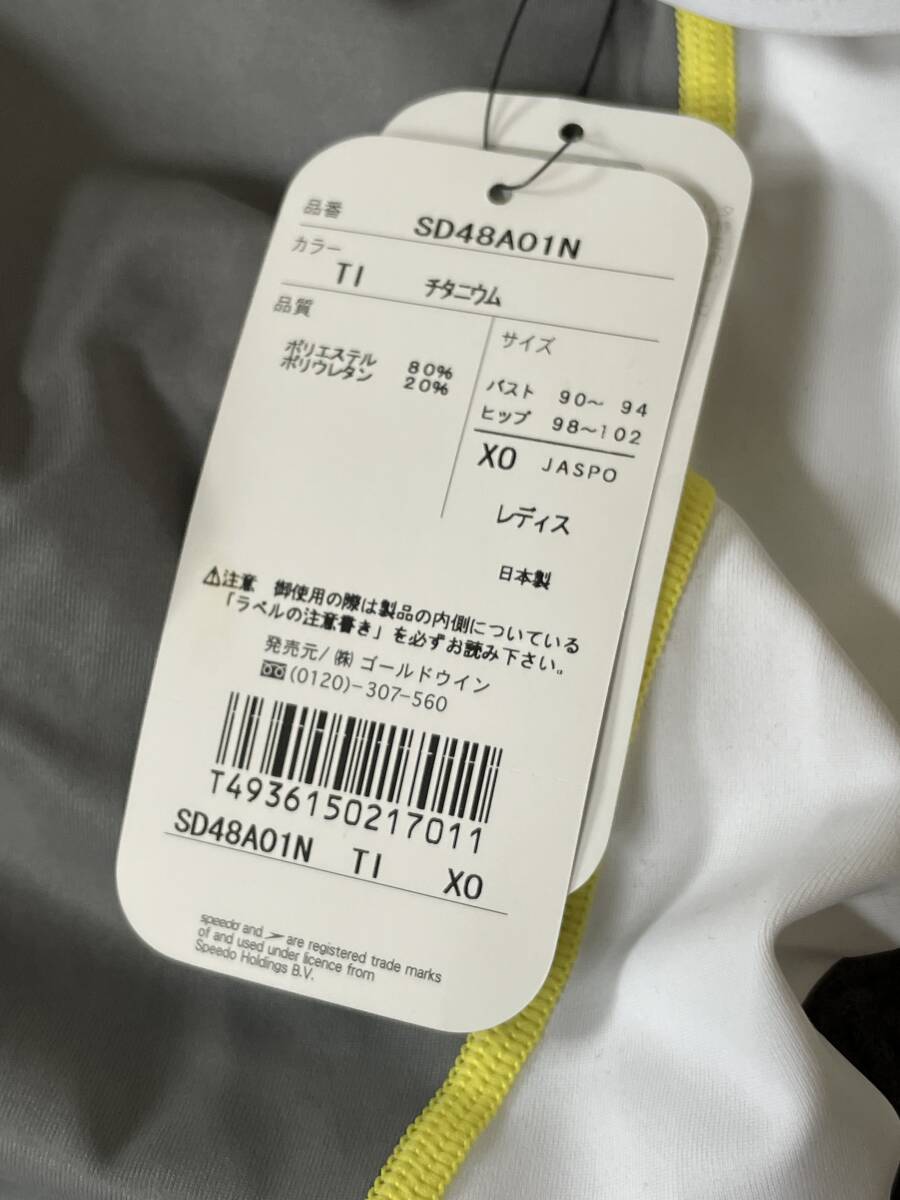 品番 SD48A01N
カラー
TI チタニウム
品質
ポリエステル 80%
ポリウレタン 20%
サイズ
バスト 90～ 94
ヒップ 98～102
XO JASPO
レディス
日本製
⚠注意 御使用の際は製品の内側についている
「ラベルの注意書き」を必ずお読み下さい。
発売元/㈱ ゴールドウイン
(0120)-307-560
T4936150217011
SD48A01N TI XO
speedo and are registered trade marks
of and used under licence from
Speedo Holdings B.V.